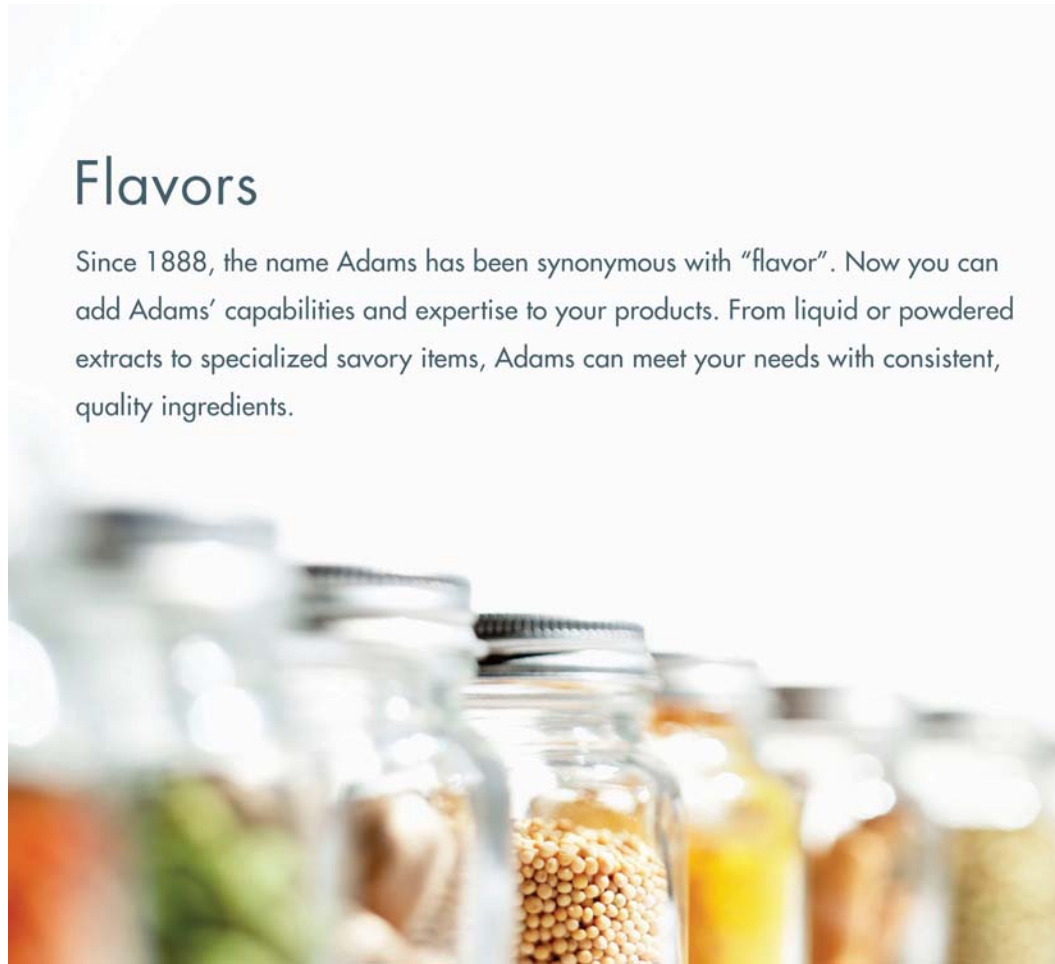 Flavors
Since 1888, the name Adams has been synonymous with “flavor”. Now you can
add Adams’ capabilities and expertise to your products. From liquid or powdered
extracts to specialized savory items, Adams can meet your needs with consistent,
quality ingredients.